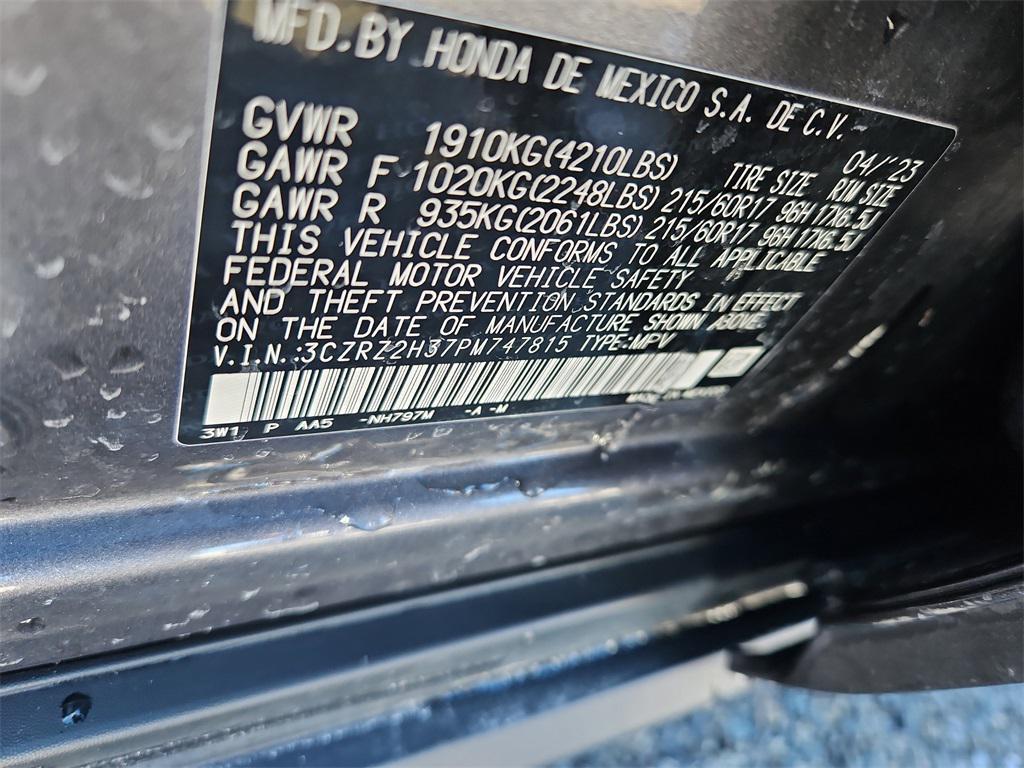 MFD. BY HONDA DE MEXICO S.A. DE C.V.
04/'23
GVWR 1910KG(4210LBS) TIRE SIZE RIM SIZE
GAWR F 1020KG(2248LBS) 215/60R17 96H 17X6.5J
GAWR R 935KG(2061LBS) 215/60R17 96H 17X6.5J
THIS VEHICLE CONFORMS TO ALL APPLICABLE
FEDERAL MOTOR VEHICLE SAFETY
AND THEFT PREVENTION STANDARDS IN EFFECT
ON THE DATE OF MANUFACTURE SHOWN ABOVE.
V.I.N.:3CZRZ2H37PM747815 TYPE:MPV
3W1 P AA5 -NH797M -A -M